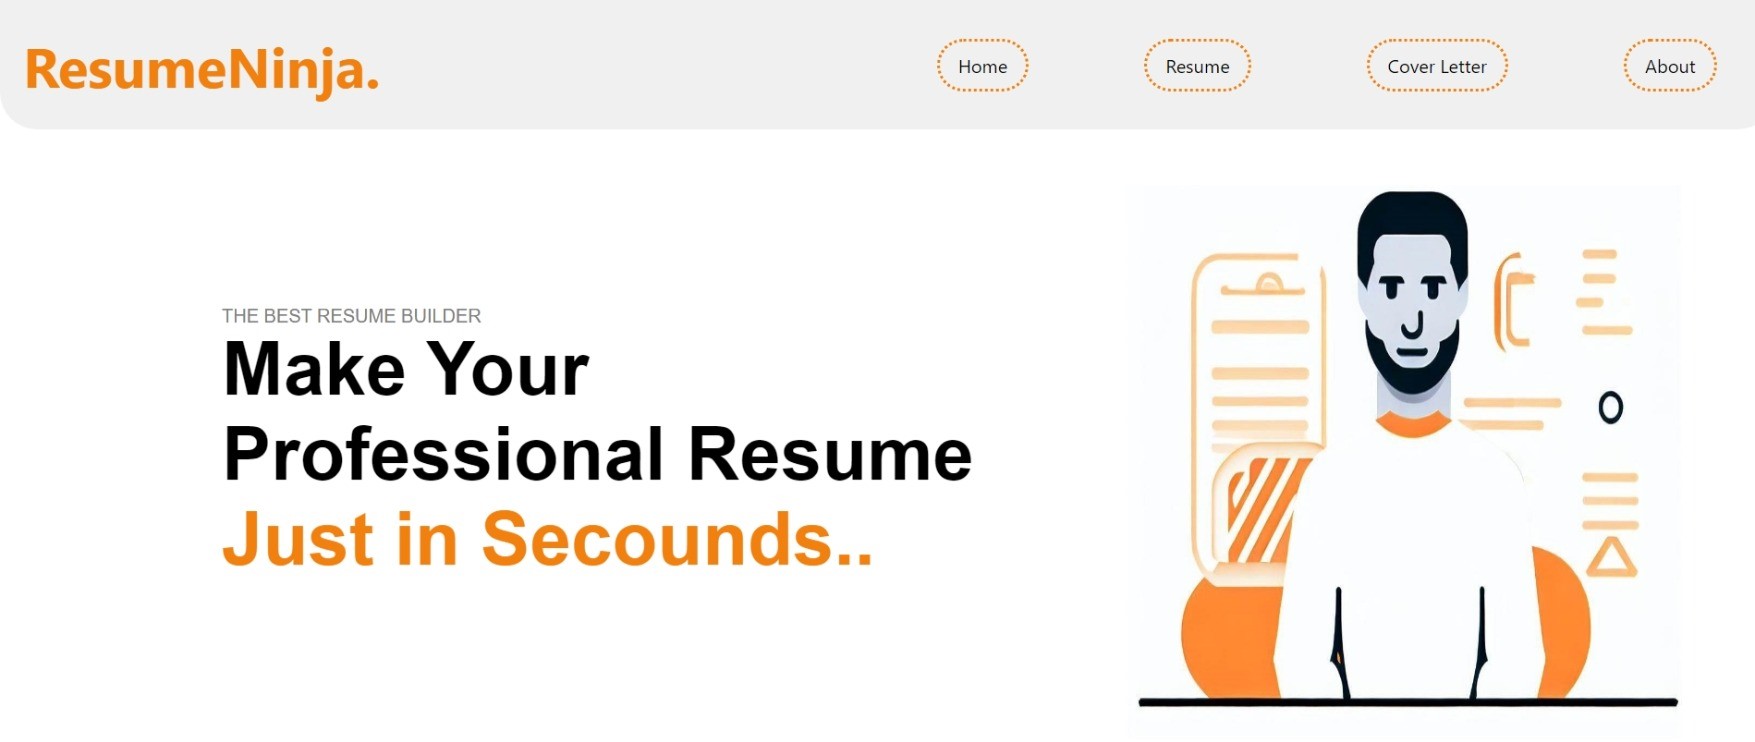 ResumeNinja.
Home
Resume
Cover Letter
About
THE BEST RESUME BUILDER
Make Your
Professional Resume
Just in Secounds..